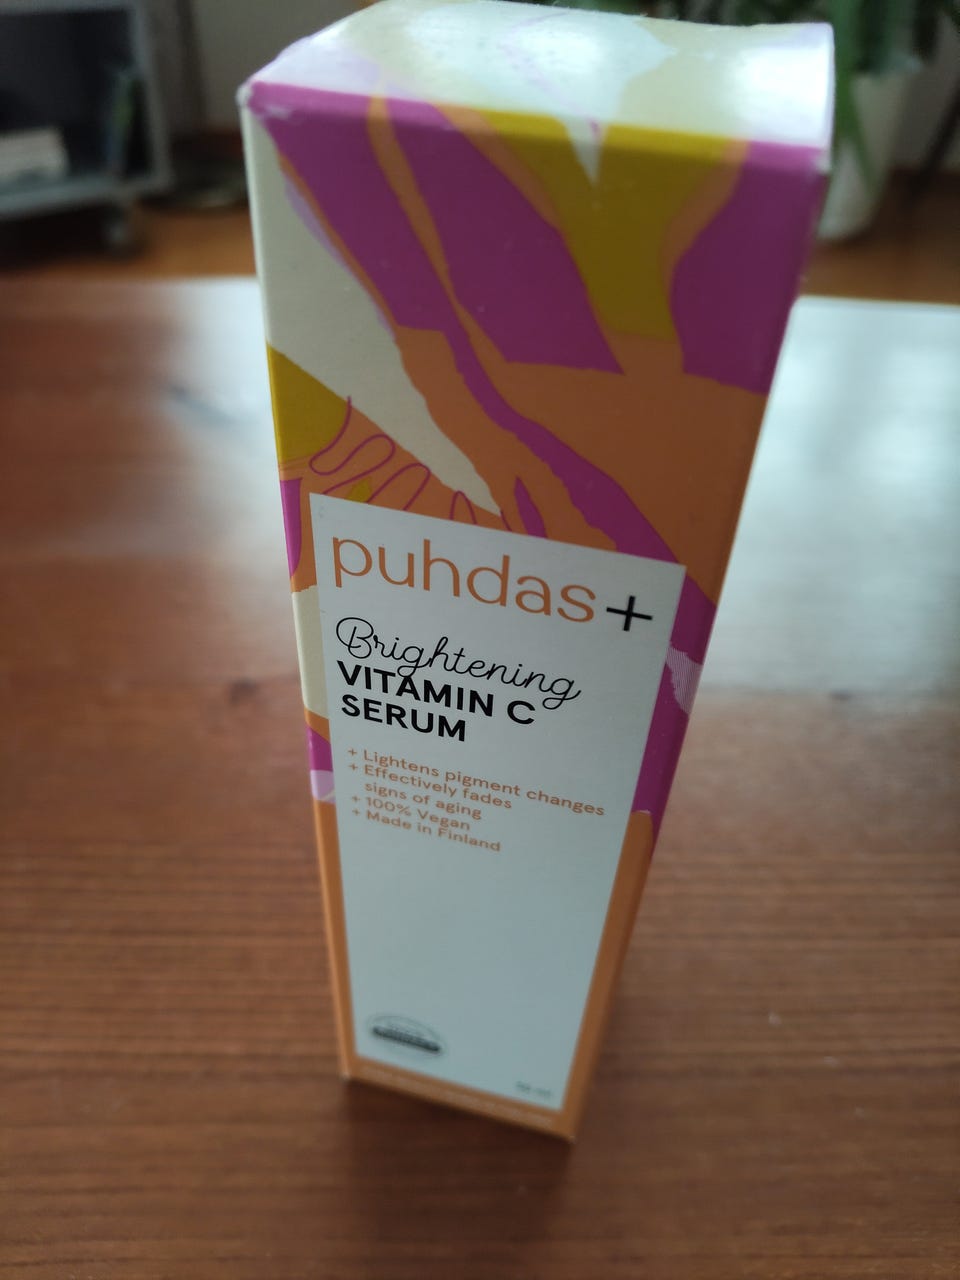 puhdas+
Brightening
VITAMIN C
SERUM
+ Lightens pigment changes
+ Effectively fades
signs of aging
+ 100% Vegan
+ Made in Finland